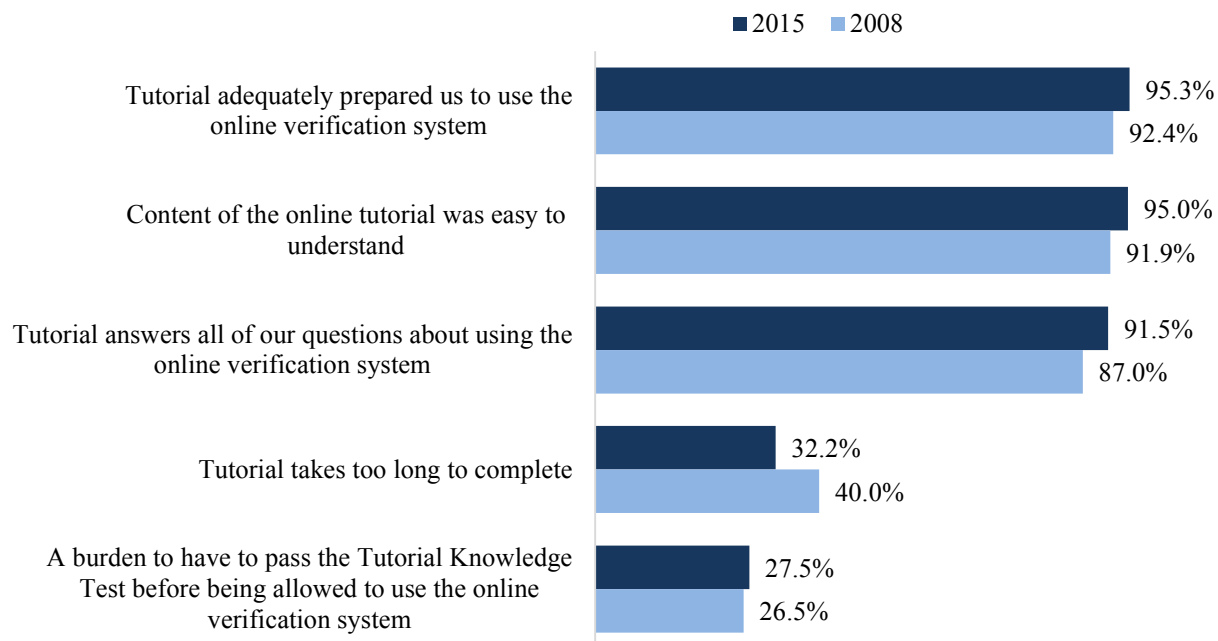 2015 2008
Tutorial adequately prepared us to use the
online verification system
95.3%
92.4%
Content of the online tutorial was easy to
understand
95.0%
91.9%
Tutorial answers all of our questions about using the
online verification system
91.5%
87.0%
Tutorial takes too long to complete
32.2%
40.0%
A burden to have to pass the Tutorial Knowledge
Test before being allowed to use the online
verification system
27.5%
26.5%